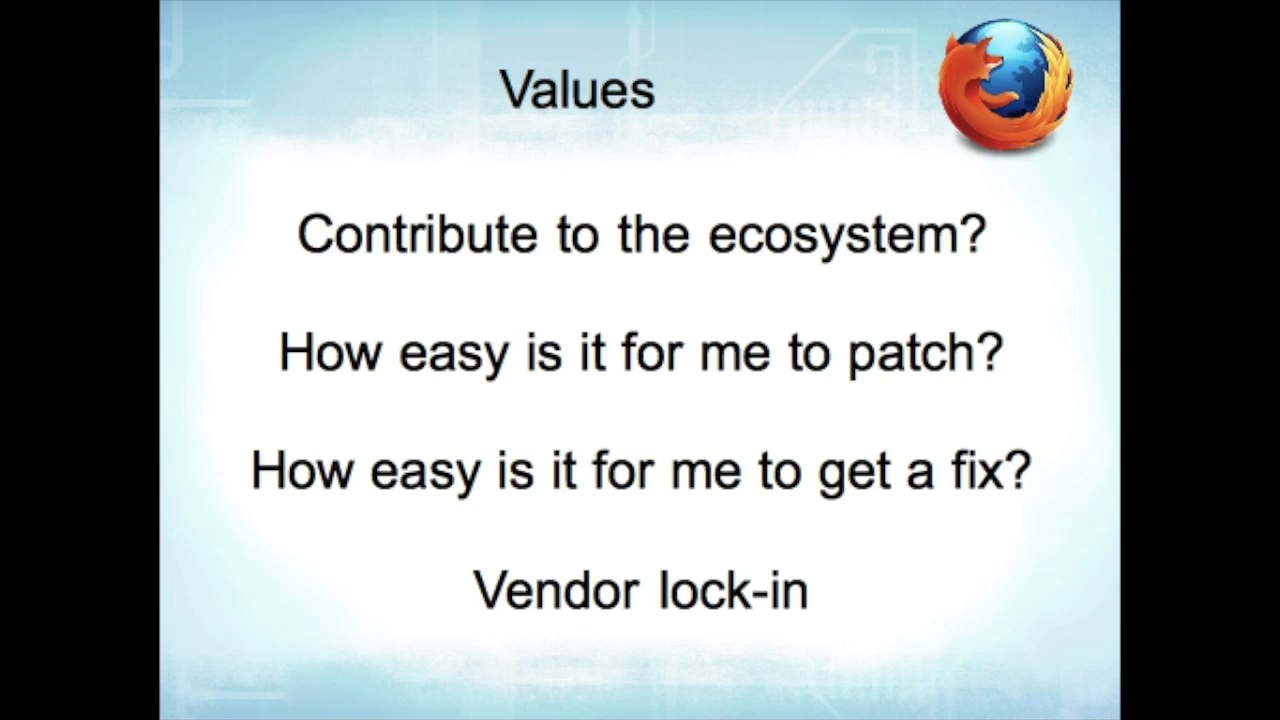 Values
Contribute to the ecosystem?
How easy is it for me to patch?
How easy is it for me to get a fix?
Vendor lock-in